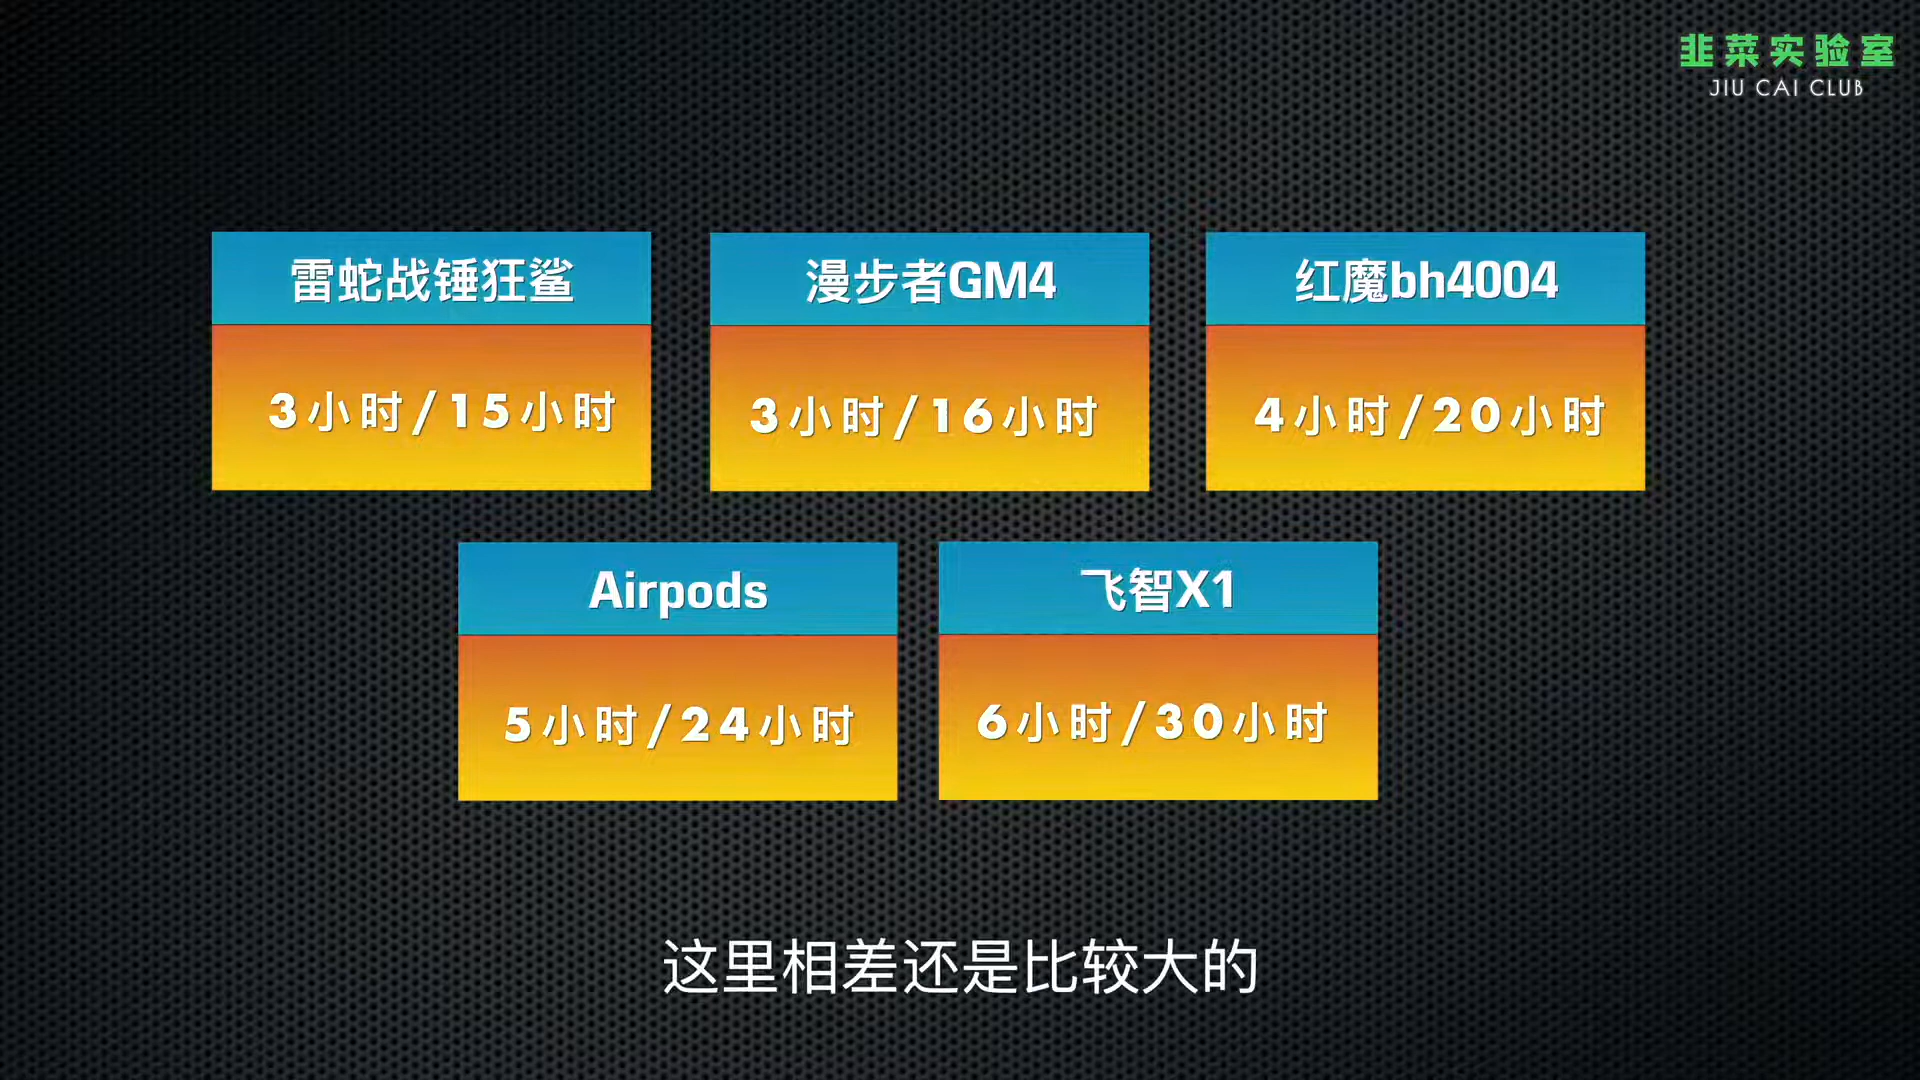 韭菜实验室
JIU CAI CLUB
雷蛇战锤狂鲨
3小时/15小时
漫步者GM4
3小时/16小时
红魔bh4004
4小时/20小时
Airpods
5小时/24小时
飞智X1
6小时/30小时
这里相差还是比较大的